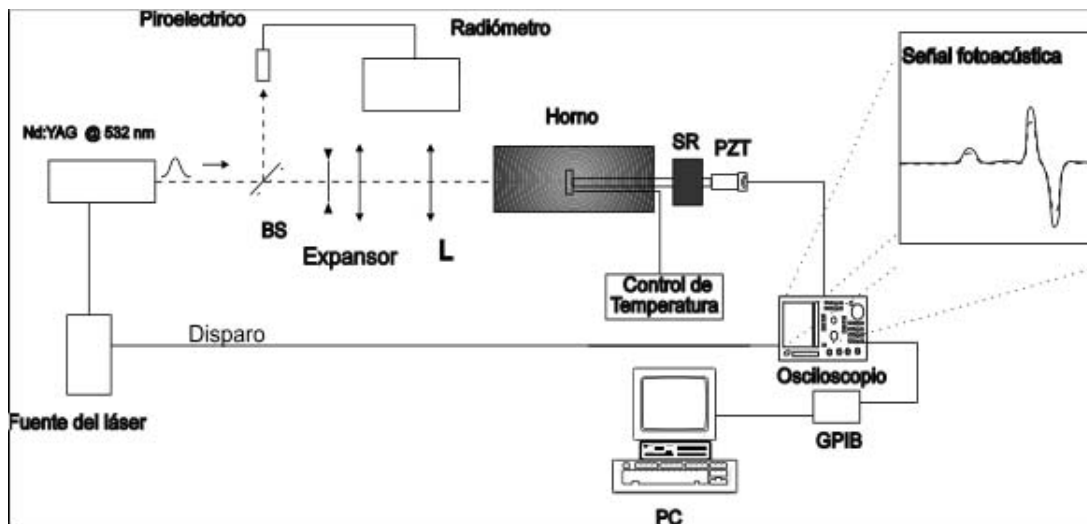 Piroelectrico
Radiómetro
Señal fotoacústica
Nd:YAG @ 532 nm
Horno
SR
PZT
BS
Expansor
L
Control de
Temperatura
Disparo
Osciloscopio
Fuente del láser
GPIB
PC